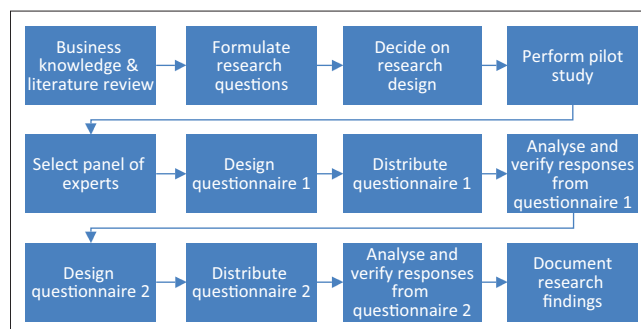 Business
knowledge &
literature review
Formulate
research
questions
Decide on
research
design
Perform pilot
study
Select panel of
experts
Design
questionnaire 1
Distribute
questionnaire 1
Analyse and
verify responses
from
questionnaire 1
Design
questionnaire 2
Distribute
questionnaire 2
Analyse and
verify responses
from
questionnaire 2
Document
research
findings